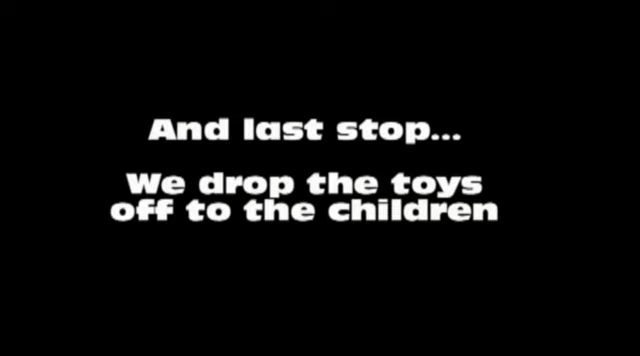 And last stop...
We drop the toys
off to the children